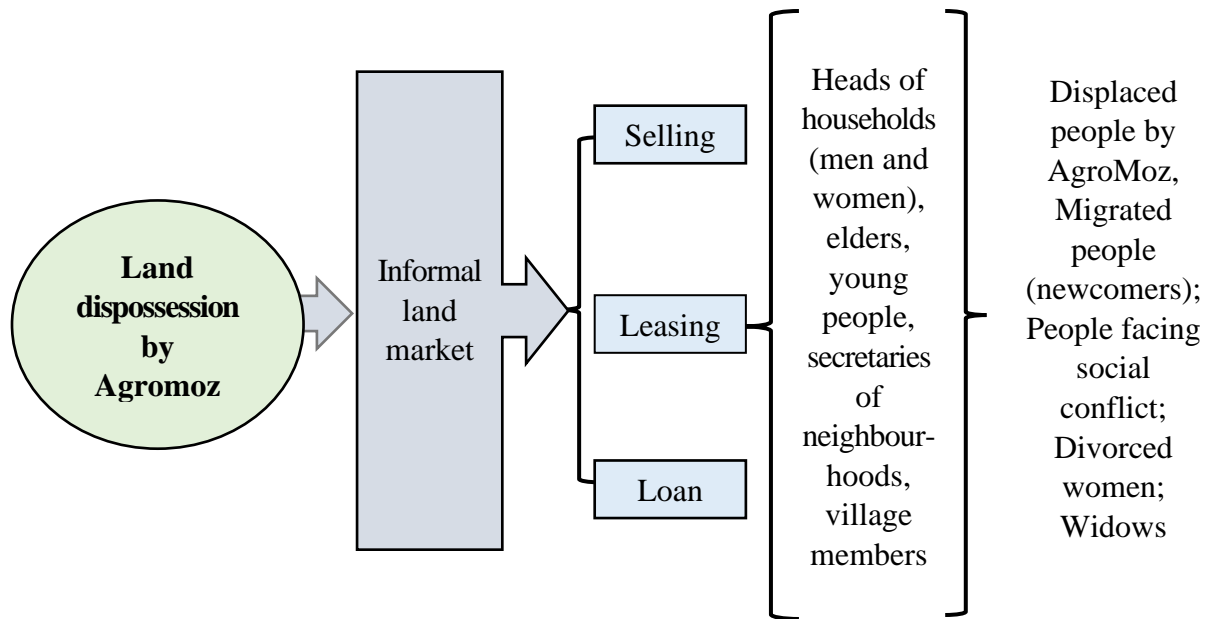 Land
dispossession
by
Agromoz
Informal
land
market
Selling
Leasing
Loan
Heads of
households
(men and
women),
elders,
young
people,
secretaries
of
neighbour-
hoods,
village
members
Displaced
people by
AgroMoz,
Migrated
people
(newcomers);
People facing
social
conflict;
Divorced
women;
Widows